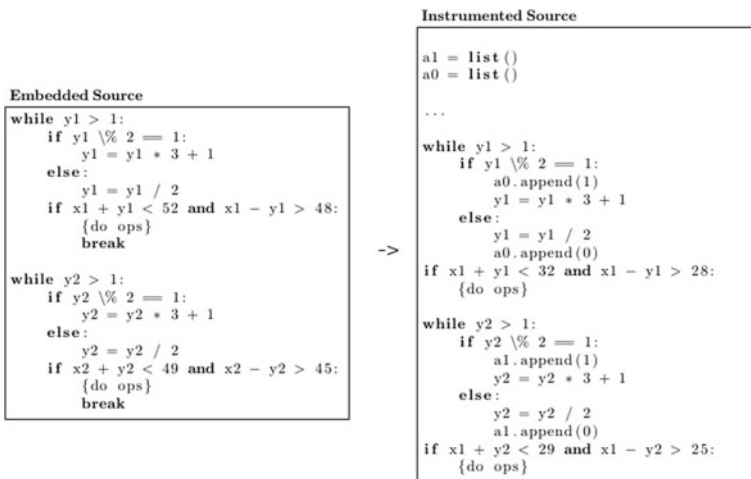 Embedded Source
while y1 > 1:
if y1 \% 2 == 1:
y1 = y1 * 3 + 1
else:
y1 = y1 / 2
if x1 + y1 < 52 and x1 - y1 > 48:
{do ops}
break
while y2 > 1:
if y2 \% 2 == 1:
y2 = y2 * 3 + 1
else:
y2 = y2 / 2
if x2 + y2 < 49 and x2 - y2 > 45:
{do ops}
break
->
Instrumented Source
a1 = list()
a0 = list()
...
while y1 > 1:
if y1 \% 2 == 1:
a0.append(1)
y1 = y1 * 3 + 1
else:
y1 = y1 / 2
a0.append(0)
if x1 + y1 < 32 and x1 - y1 > 28:
{do ops}
while y2 > 1:
if y2 \% 2 == 1:
a1.append(1)
y2 = y2 * 3 + 1
else:
y2 = y2 / 2
a1.append(0)
if x1 + y2 < 29 and x1 - y2 > 25:
{do ops}